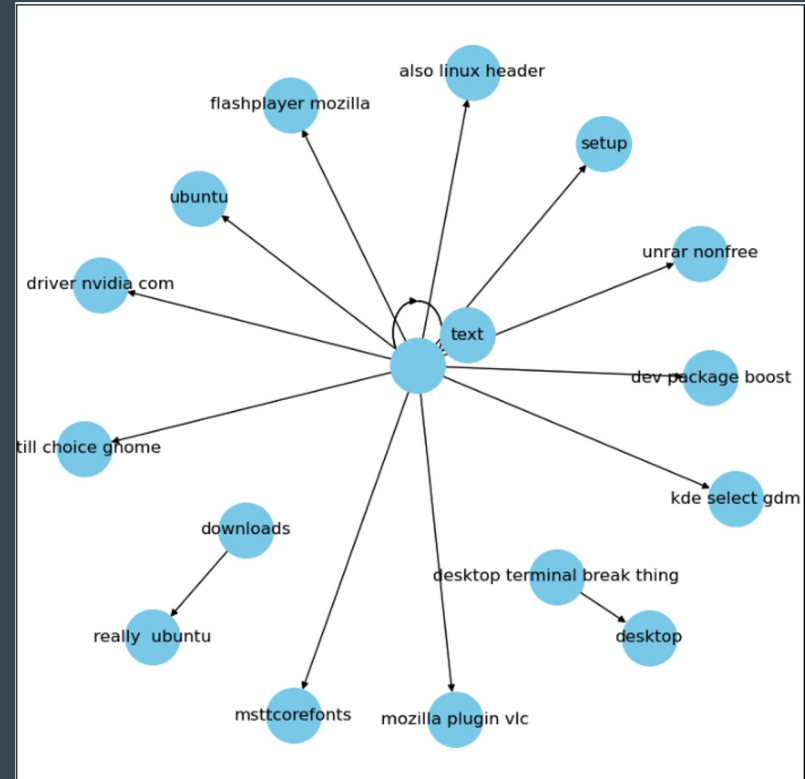 also linux header
flashplayer mozilla
setup
ubuntu
unrar nonfree
driver nvidia com
text
dev package boost
till choice gnome
kde select gdm
downloads
desktop terminal break thing
really  ubuntu
desktop
msttcorefonts
mozilla plugin vlc